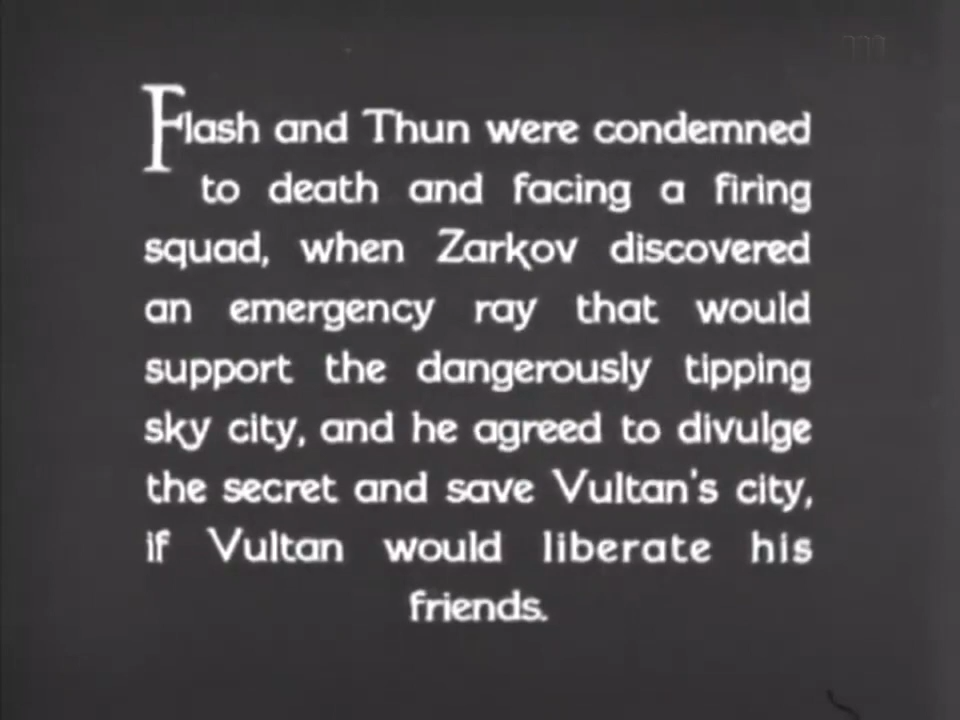 Flash and Thun were condemned
to death and facing a firing
squad, when Zarkov discovered
an emergency ray that would
support the dangerously tipping
sky city, and he agreed to divulge
the secret and save Vultan's city,
if Vultan would liberate his
friends.